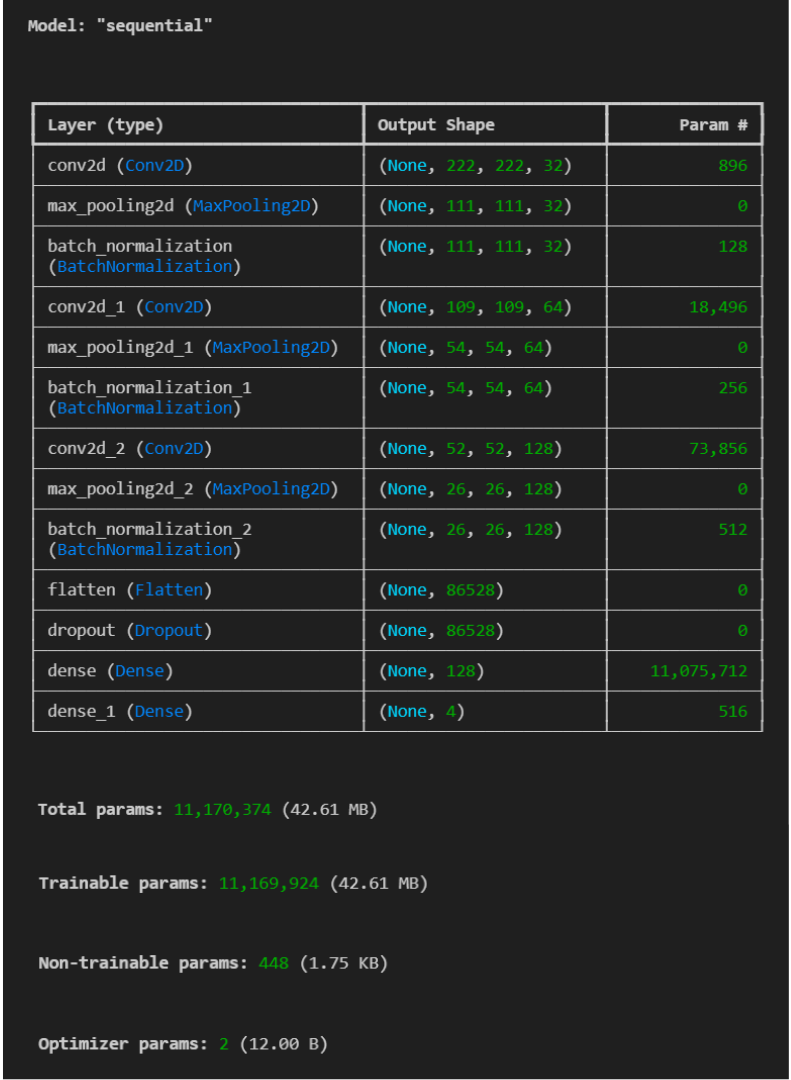 Model: "sequential"
Layer (type) Output Shape Param #
conv2d (Conv2D) (None, 222, 222, 32) 896
max_pooling2d (MaxPooling2D) (None, 111, 111, 32) 0
batch_normalization (None, 111, 111, 32) 128
(BatchNormalization)
conv2d_1 (Conv2D) (None, 109, 109, 64) 18,496
max_pooling2d_1 (MaxPooling2D) (None, 54, 54, 64) 0
batch_normalization_1 (None, 54, 54, 64) 256
(BatchNormalization)
conv2d_2 (Conv2D) (None, 52, 52, 128) 73,856
max_pooling2d_2 (MaxPooling2D) (None, 26, 26, 128) 0
batch_normalization_2 (None, 26, 26, 128) 512
(BatchNormalization)
flatten (Flatten) (None, 86528) 0
dropout (Dropout) (None, 86528) 0
dense (Dense) (None, 128) 11,075,712
dense_1 (Dense) (None, 4) 516
Total params: 11,170,374 (42.61 MB)
Trainable params: 11,169,924 (42.61 MB)
Non-trainable params: 448 (1.75 KB)
Optimizer params: 2 (12.00 B)